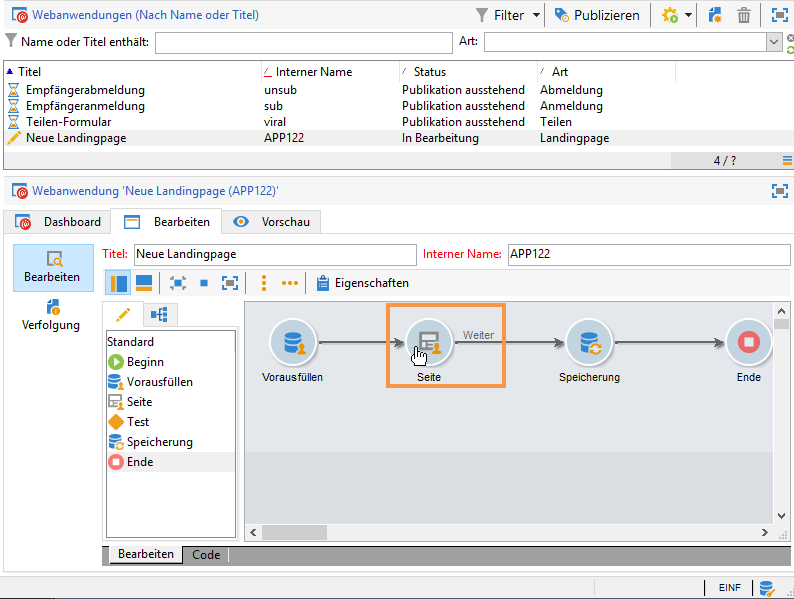 Webanwendungen (Nach Name oder Titel) Filter Publizieren
Name oder Titel enthält: Art:
Titel Interner Name Status Art
Empfängerabmeldung unsub Publikation ausstehend Abmeldung
Empfängeranmeldung sub Publikation ausstehend Anmeldung
Teilen-Formular viral Publikation ausstehend Teilen
Neue Landingpage APP122 In Bearbeitung Landingpage
4 / ?
Webanwendung 'Neue Landingpage (APP122)'
Dashboard Bearbeiten Vorschau
Titel: Neue Landingpage Interner Name: APP122
Bearbeiten
Verfolgung
Eigenschaften
Standard
Beginn
Vorausfüllen
Seite
Test
Speicherung
Ende
Weiter
Vorausfüllen Seite Speicherung Ende
Bearbeiten Code
EINF